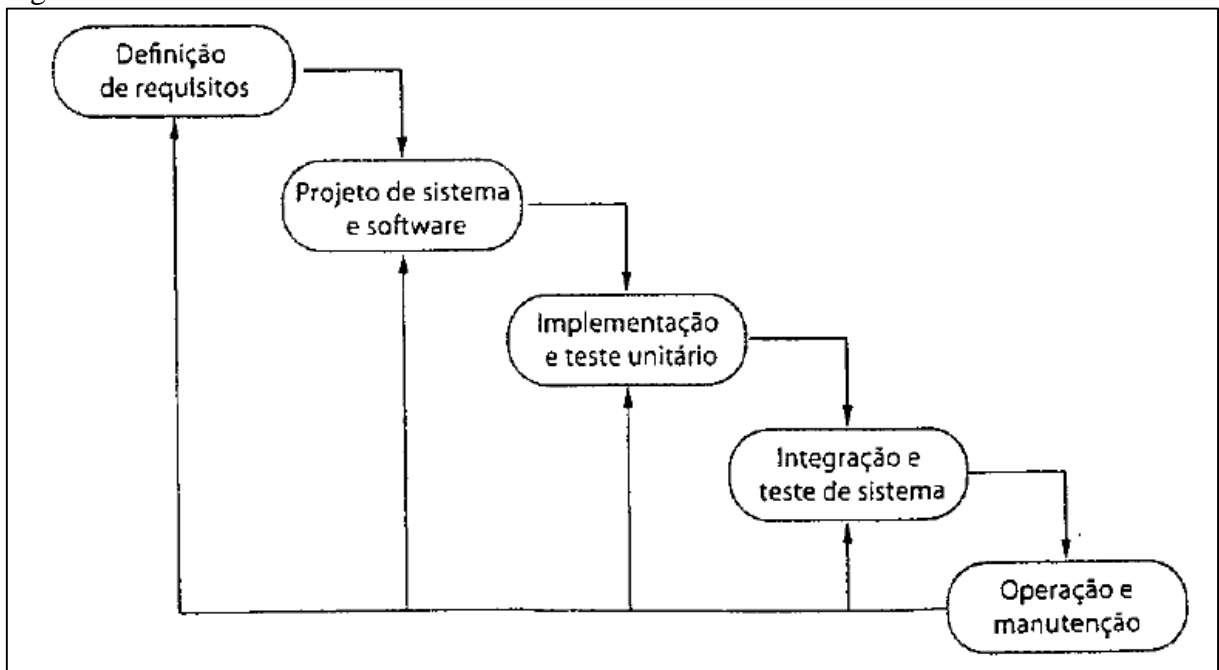 Definição
de requisitos
Projeto de sistema
e software
Implementação
e teste unitário
Integração e
teste de sistema
Operação e
manutenção